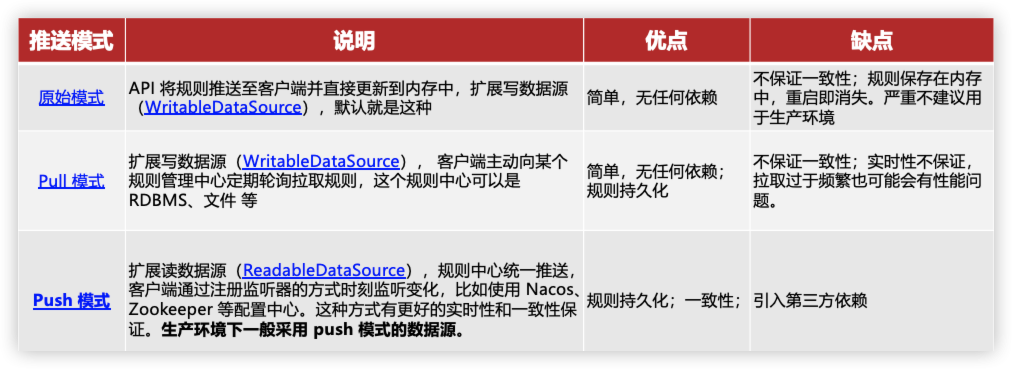 推送模式 说明 优点 缺点
原始模式
API 将规则推送至客户端并直接更新到内存中，扩展写数据源
（WritableDataSource），默认就是这种
简单，无任何依赖
不保证一致性；规则保存在内存
中，重启即消失。严重不建议用
于生产环境
Pull 模式
扩展写数据源（WritableDataSource）， 客户端主动向某个
规则管理中心定期轮询拉取规则，这个规则中心可以是
RDBMS、文件 等
简单，无任何依赖；
规则持久化
不保证一致性；实时性不保证，
拉取过于频繁也可能会有性能问
题。
Push 模式
扩展读数据源（ReadableDataSource），规则中心统一推送，
客户端通过注册监听器的方式时刻监听变化，比如使用 Nacos、
Zookeeper 等配置中心。这种方式有更好的实时性和一致性保
证。生产环境下一般采用 push 模式的数据源。
规则持久化；一致性；
引入第三方依赖